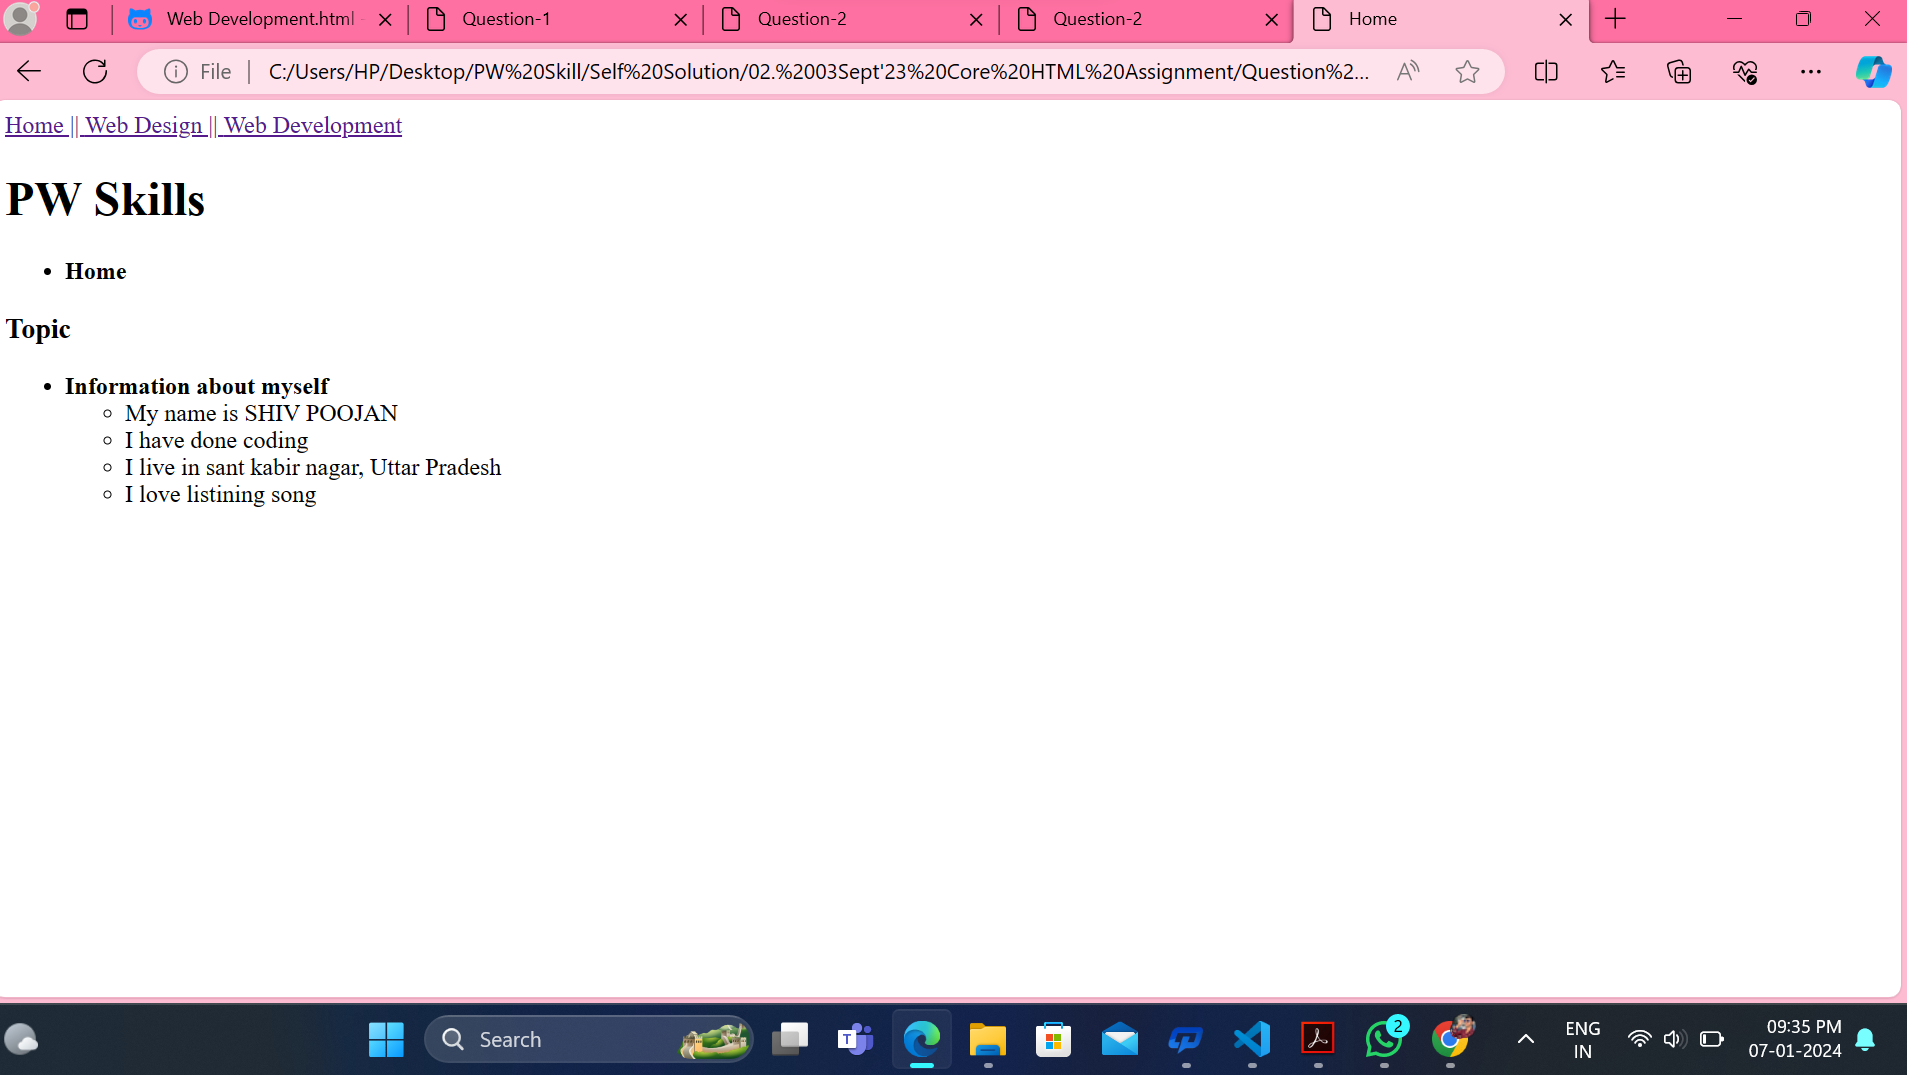 Web Development.html
Question-1
Question-2
Question-2
Home
File
C:/Users/HP/Desktop/PW%20Skill/Self%20Solution/02.%2003Sept'23%20Core%20HTML%20Assignment/Question%2...
Home || Web Design || Web Development
PW Skills
• Home
Topic
• Information about myself
○ My name is SHIV POOJAN
○ I have done coding
○ I live in sant kabir nagar, Uttar Pradesh
○ I love listining song
Search
T
2
ENG
IN
09:35 PM
07-01-2024